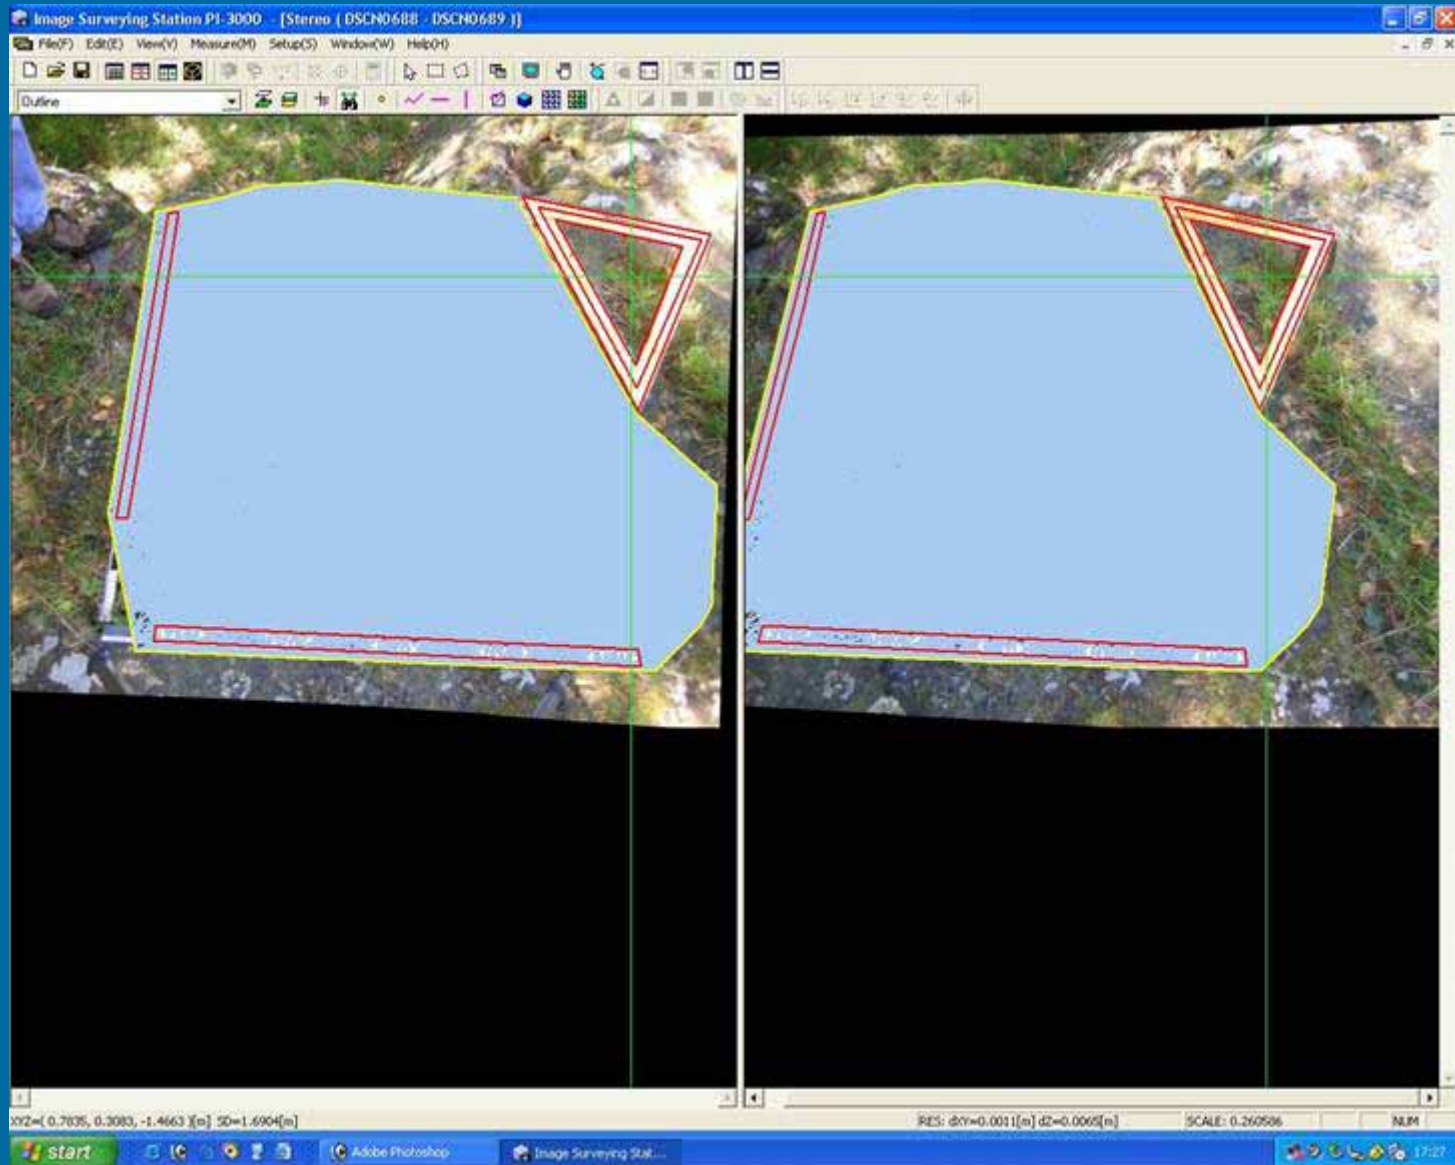 Image Surveying Station PI-3000 - [Stereo ( DSCN0688 - DSCN0689 )]
File(F) Edit(E) View(V) Measure(M) Setup(S) Window(W) Help(H)
Outline
XYZ=( 0.7835, 0.3083, -1.4663 )[m] SD=1.6904[m] RES: dXY=0.0011[m] dZ=0.0065[m] SCALE: 0.260586 NUM
start Adobe Photoshop Image Surveying Stat... 17:27